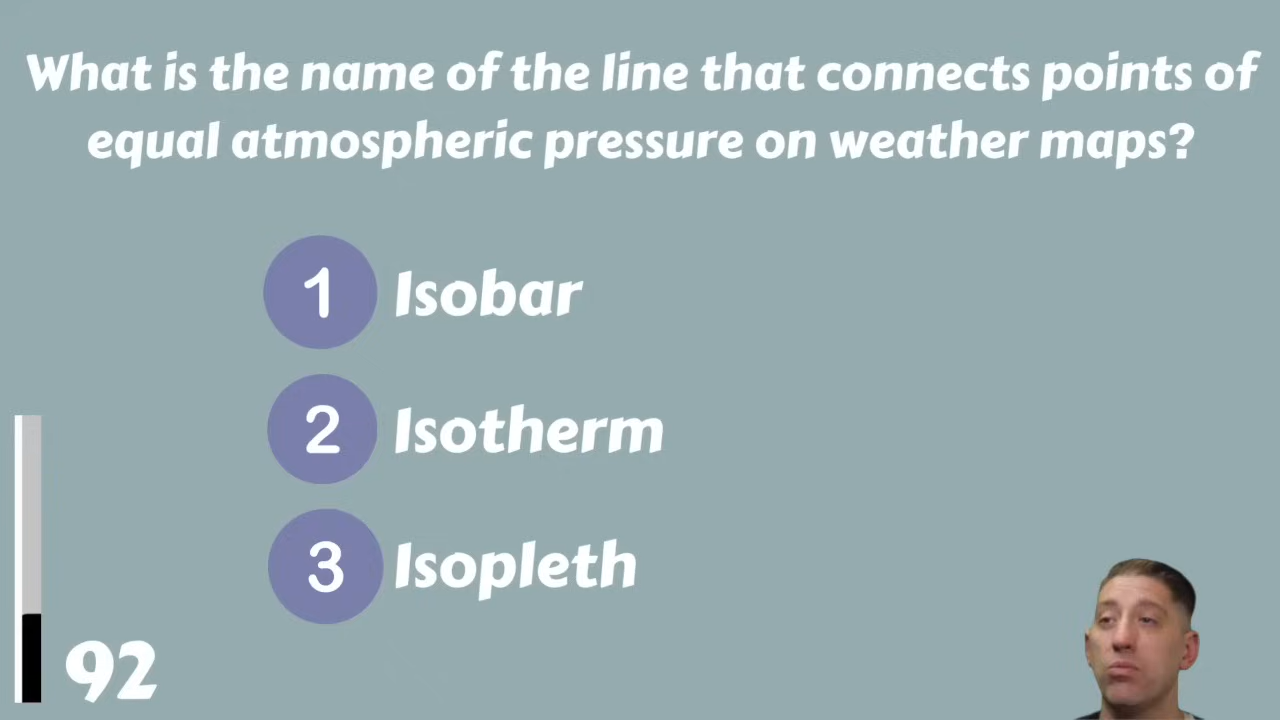 What is the name of the line that connects points of
equal atmospheric pressure on weather maps?
1 Isobar
2 Isotherm
3 Isopleth
92